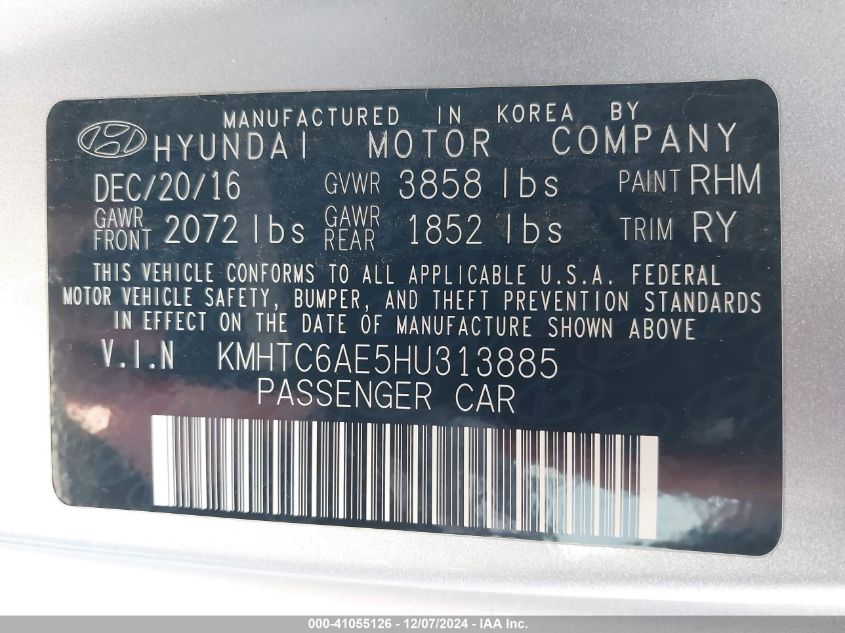 MANUFACTURED IN KOREA BY
HYUNDAI MOTOR COMPANY
DEC/20/16 GVWR 3858 lbs PAINT RHM
GAWR FRONT 2072 lbs GAWR REAR 1852 lbs TRIM RY
THIS VEHICLE CONFORMS TO ALL APPLICABLE U.S.A. FEDERAL
MOTOR VEHICLE SAFETY, BUMPER, AND THEFT PREVENTION STANDARDS
IN EFFECT ON THE DATE OF MANUFACTURE SHOWN ABOVE
V.I.N KMHTC6AE5HU313885
PASSENGER CAR
000-41055126 - 12/07/2024 - IAA Inc.